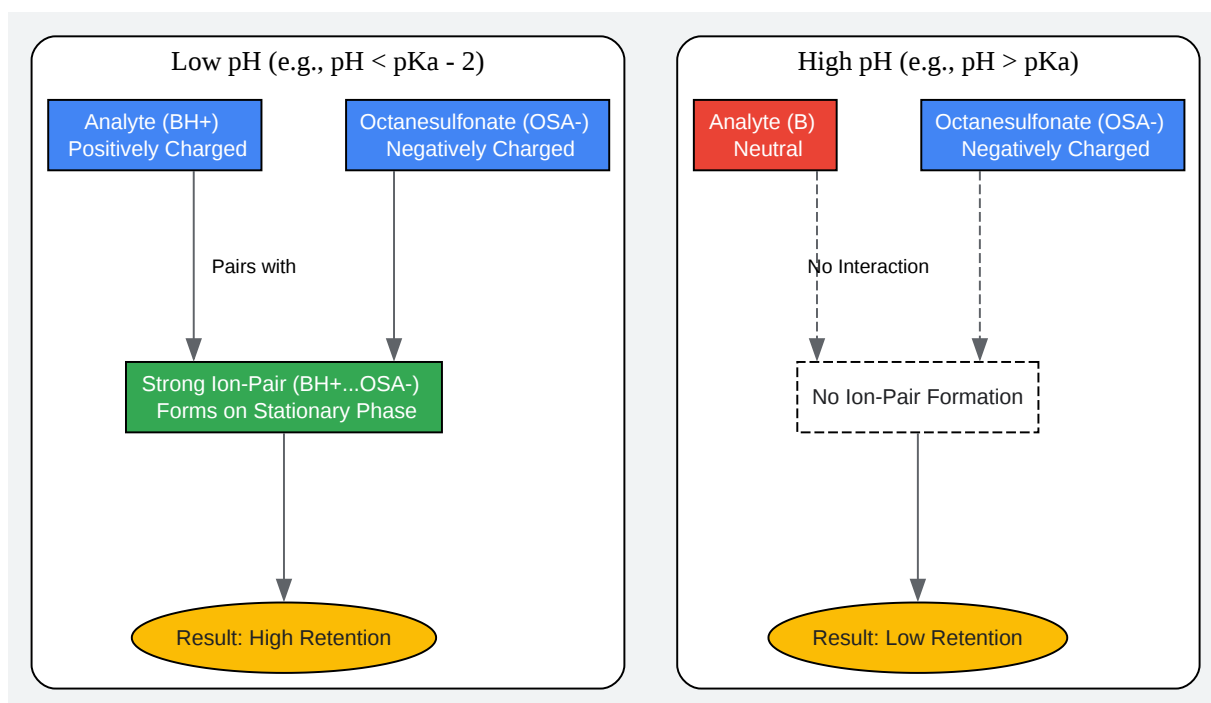 Low pH (e.g., pH < pKa - 2)
Analyte (BH+)
Positively Charged
Octanesulfonate (OSA-)
Negatively Charged
Pairs with
Strong Ion-Pair (BH+...OSA-)
Forms on Stationary Phase
Result: High Retention
High pH (e.g., pH > pKa)
Analyte (B)
Neutral
Octanesulfonate (OSA-)
Negatively Charged
No Interaction
No Ion-Pair Formation
Result: Low Retention